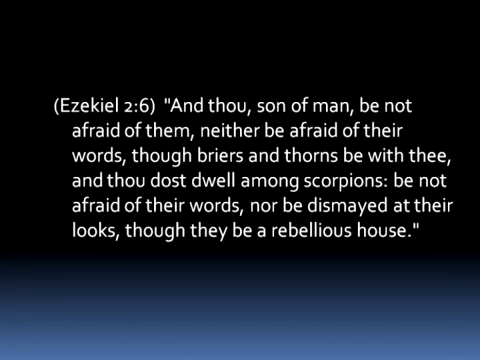 (Ezekiel 2:6)  "And thou, son of man, be not
afraid of them, neither be afraid of their
words, though briers and thorns be with thee,
and thou dost dwell among scorpions: be not
afraid of their words, nor be dismayed at their
looks, though they be a rebellious house."